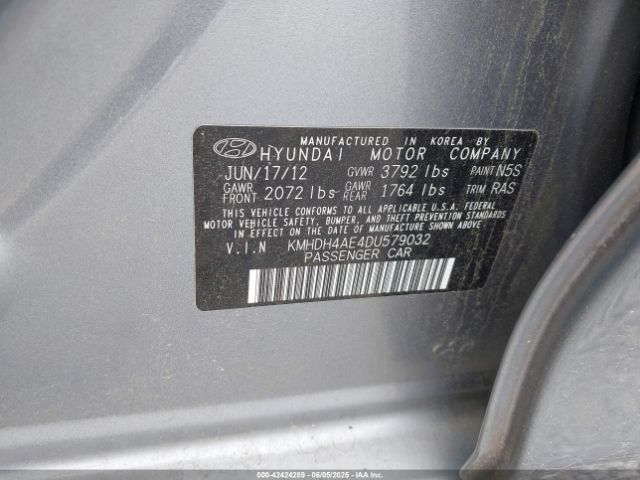 MANUFACTURED IN KOREA BY
HYUNDAI MOTOR COMPANY
JUN/17/12 GVWR 3792 lbs PAINT N5S
GAWR FRONT 2072 lbs GAWR REAR 1764 lbs TRIM RAS
THIS VEHICLE CONFORMS TO ALL APPLICABLE U.S.A. FEDERAL
MOTOR VEHICLE SAFETY, BUMPER, AND THEFT PREVENTION STANDARDS
IN EFFECT ON THE DATE OF MANUFACTURE SHOWN ABOVE
V.I.N KMHDH4AE4DU579032
PASSENGER CAR
000-42424289 - 06/05/2025 - IAA Inc.